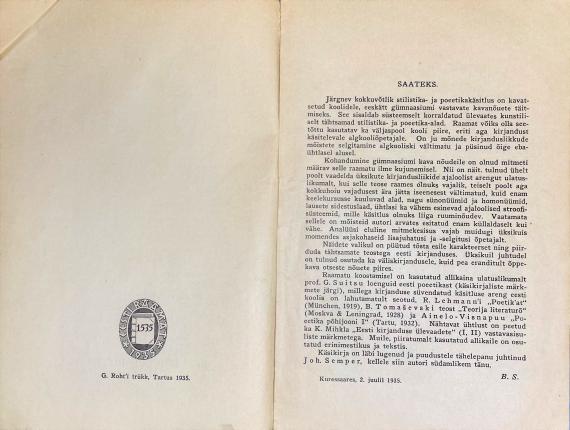 EESTI RAAMAT
1535
1935
G. Roht'i trükk, Tartus 1935.
SAATEKS.
Järgnev kokkuvõtlik stilistika- ja poeetikakäsitlus on kavat-
setud koolidele, eeskätt gümnaasiumi vastavate kavanõuete täit-
miseks. See sisaldab süsteemselt korraldatud ülevaates kunstili-
selt tähtsamad stilistika- ja poeetika-alad. Raamat võiks olla see-
tõttu kasutatav ka väljaspool kooli piire, eriti aga kirjandust
käsitelevale algkooliõpetajale. On ju mõnede kirjandusliikkude
mõistete selgitamine algkooliski vältimatu ja püsinud õige eba-
ühtlasel alusel.
Kohandumine gümnaasiumi kava nõudeile on olnud mitmeti
määrav selle raamatu ilme kujunemisel. Nii on näit. tulnud ühelt
poolt vaadelda üksikute kirjandusliikide ajaloolist arengut ulatus-
likumalt, kui selle teose raames olnuks vajalik, teiselt poolt aga
kokkuhoiu vajadusest ära jätta iseenesest vältimatud, kuid enam
keelekursusse kuuluvad alad, nagu sünonüümid ja homonüümid,
lausete sidestuslaad, ühtlasi ka vähem esinevad ajaloolised stroofi-
süsteemid, mille käsitlus olnuks liiga ruuminõudev. Vaatamata
sellele on mõisteid autori arvates esitatud enam küllaldaselt kui
vähe. Analüüsi eluline mitmekesisus vajab muidugi üksikuis
momendes asjakohaseid lisajuhatusi ja -selgitusi õpetajalt.
Näidete valikul on püütud tõsta esile karakterset ning piir-
duda tähtsamate teostega eesti kirjanduses. Üksikuil juhtudel
on tulnud osutada ka väliskirjandusele, kuid pea eranditult õppe-
kava otseste nõuete piires.
Raamatu koostamisel on kasutatud allikaina ulatuslikumalt
prof. G. Suitsu loenguid eesti poeetikast (käsikirjaliste märk-
mete järgi), millega kirjanduse süvendatud käsitluse areng eesti
koolis on lahutamatult seotud, R. Lehmann'i „Poetik'at"
(München, 1919), B. Tomaševski teost „Teorija literaturõ"
(Moskva & Leningrad, 1928) ja Ainelo-Visnapuu „Po-
eetika põhijooni I" (Tartu, 1932). Nähtavat ühtlust on peetud
ka K. Mihkla „Eesti kirjanduse ülevaadete" (I, II) vastavasisu-
liste märkmetega. Muile, piiratumalt kasutatud allikaile on osu-
tatud erinimestikus ja tekstis.
Käsikirja on läbi lugenud ja puudustele tähelepanu juhtinud
Joh. Semper, kellele siin autori südamlikem tänu.
B. S.
Kuressaares, 2. juulil 1935.